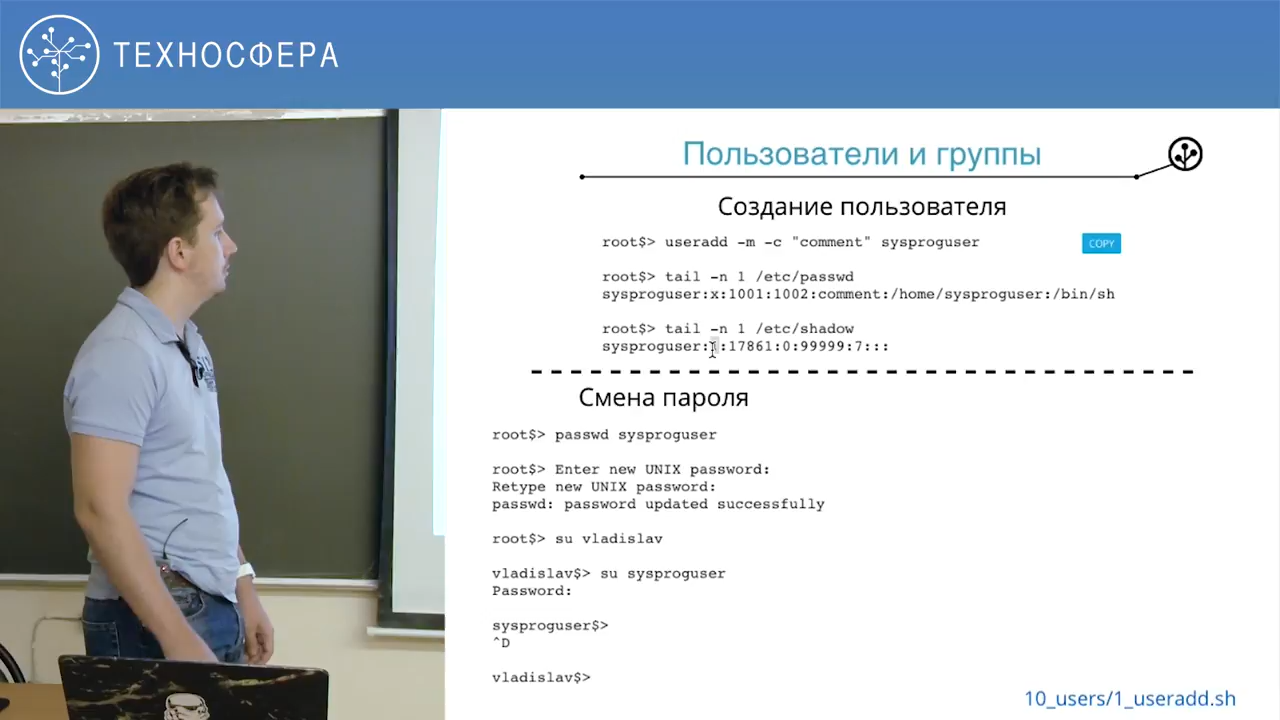 ТЕХНОСФЕРА
Пользователи и группы
Создание пользователя
root$> useradd -m -c "comment" sysproguser
COPY
root$> tail -n 1 /etc/passwd
sysproguser:x:1001:1002:comment:/home/sysproguser:/bin/sh
root$> tail -n 1 /etc/shadow
sysproguser:!:17861:0:99999:7:::
Смена пароля
root$> passwd sysproguser
root$> Enter new UNIX password:
Retype new UNIX password:
passwd: password updated successfully
root$> su vladislav
vladislav$> su sysproguser
Password:
sysproguser$>
^D
vladislav$>
10_users/1_useradd.sh